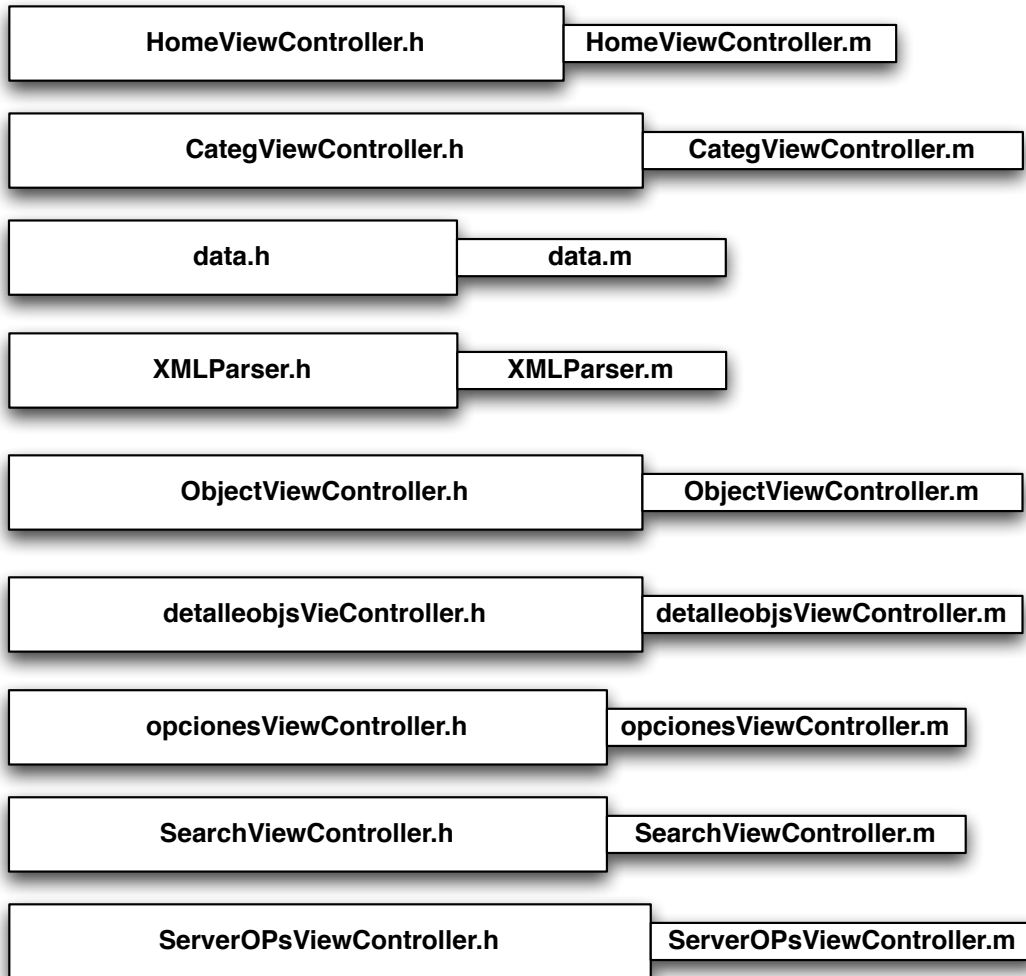 HomeViewController.h HomeViewController.m
CategViewController.h CategViewController.m
data.h data.m
XMLParser.h XMLParser.m
ObjectViewController.h ObjectViewController.m
detalleobjsVieController.h detalleobjsViewController.m
opcionesViewController.h opcionesViewController.m
SearchViewController.h SearchViewController.m
ServerOPsViewController.h ServerOPsViewController.m